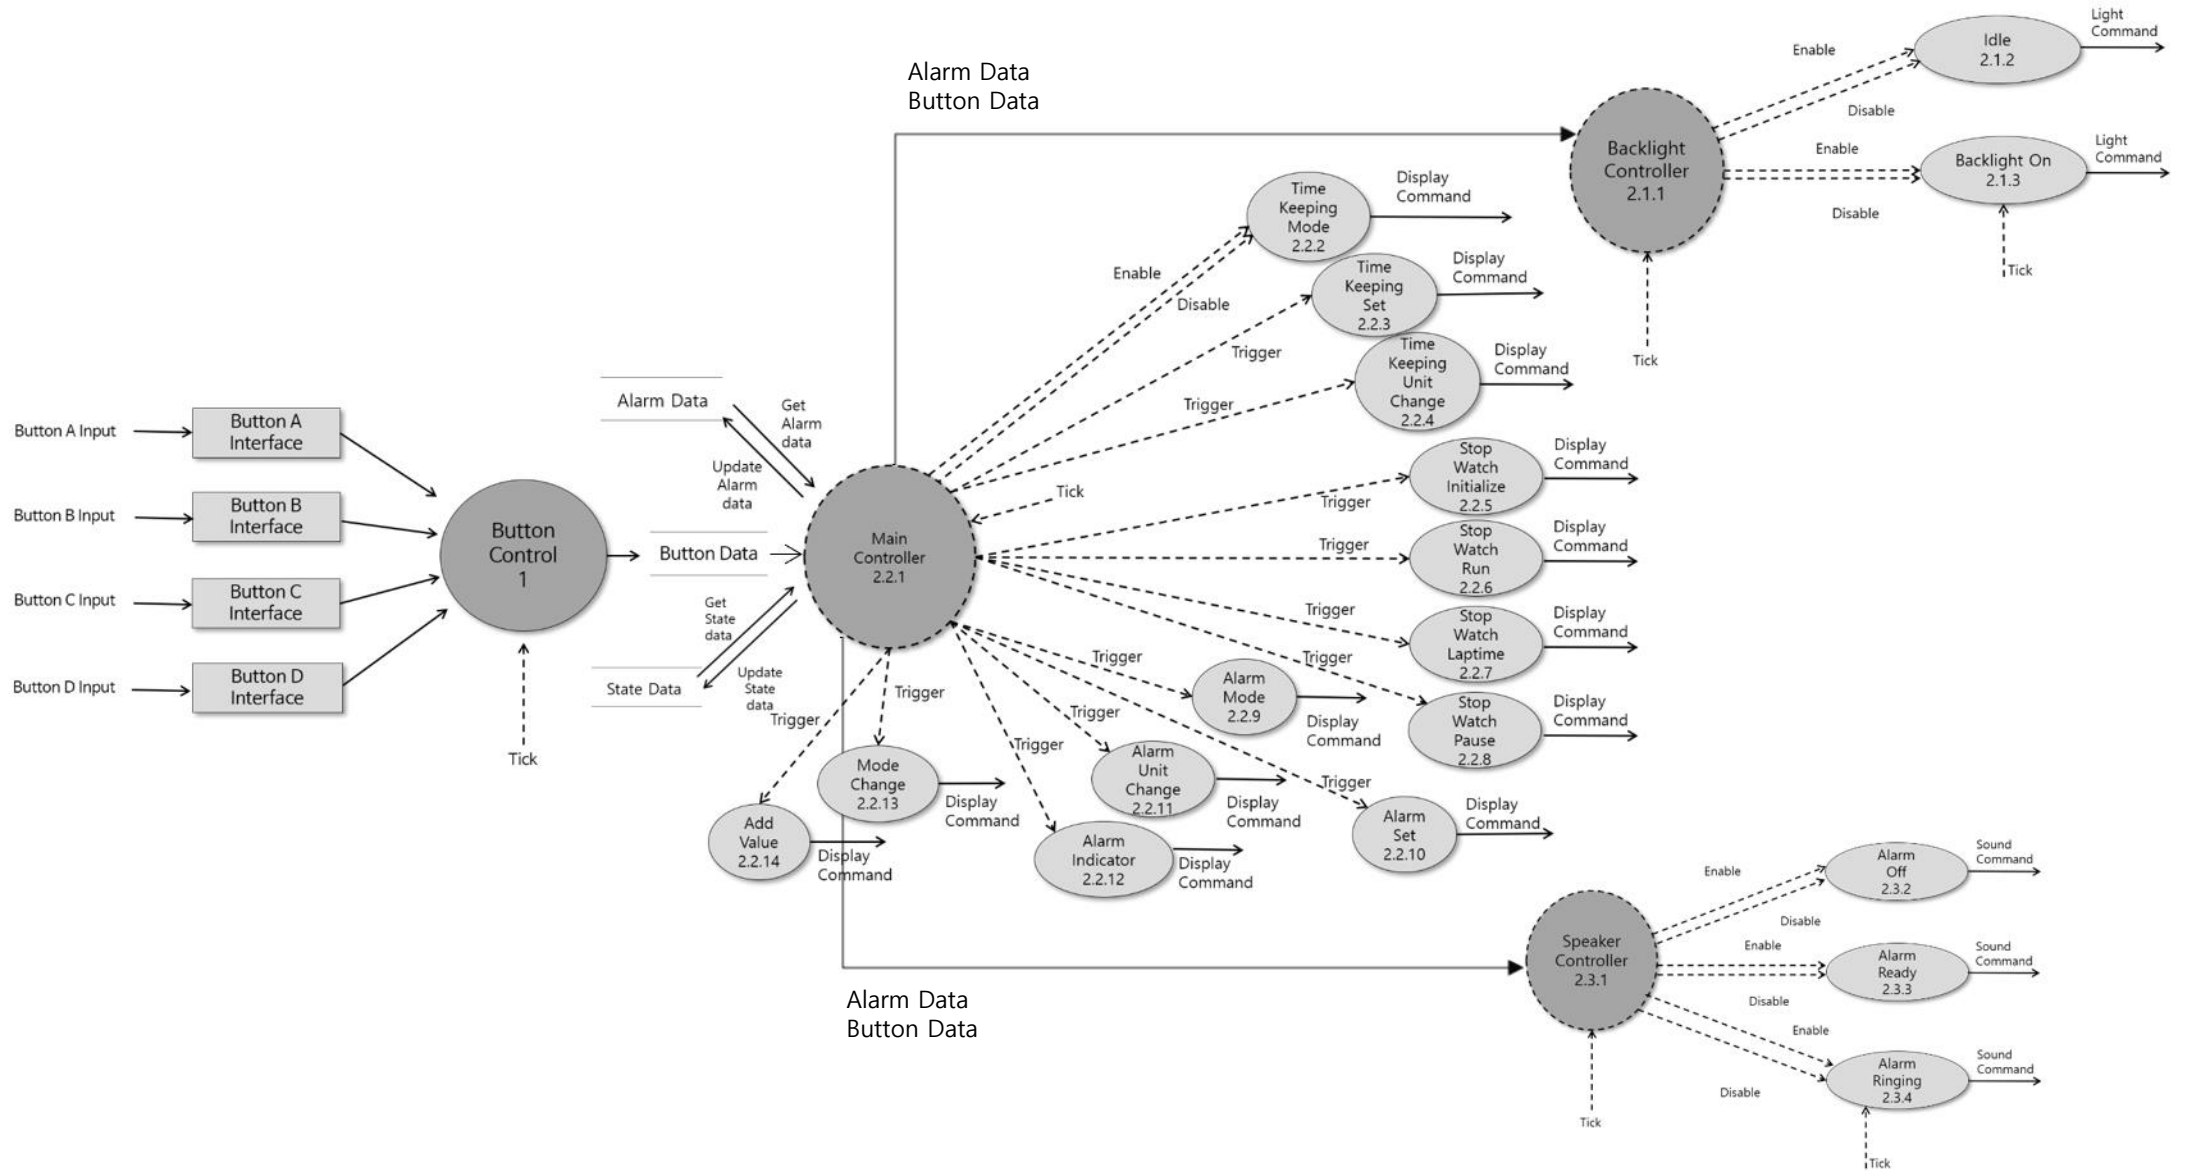 Alarm Data
Button Data
Button A Input
Button A
Interface
Button B Input
Button B
Interface
Button C Input
Button C
Interface
Button D Input
Button D
Interface
Button
Control
1
Tick
Alarm Data
Get
Alarm
data
Update
Alarm
data
Button Data
Get
State
data
State Data
Update
State
data
Main
Controller
2.2.1
Tick
Enable
Disable
Time
Keeping
Mode
2.2.2
Display
Command
Trigger
Time
Keeping
Set
2.2.3
Display
Command
Trigger
Time
Keeping
Unit
Change
2.2.4
Display
Command
Trigger
Stop
Watch
Initialize
2.2.5
Display
Command
Trigger
Stop
Watch
Run
2.2.6
Display
Command
Trigger
Stop
Watch
Laptime
2.2.7
Display
Command
Trigger
Stop
Watch
Pause
2.2.8
Display
Command
Trigger
Alarm
Mode
2.2.9
Display
Command
Trigger
Alarm
Set
2.2.10
Display
Command
Trigger
Alarm
Unit
Change
2.2.11
Display
Command
Trigger
Alarm
Indicator
2.2.12
Display
Command
Trigger
Mode
Change
2.2.13
Display
Command
Trigger
Add
Value
2.2.14
Display
Command
Backlight
Controller
2.1.1
Tick
Enable
Disable
Idle
2.1.2
Light
Command
Enable
Disable
Backlight On
2.1.3
Light
Command
Tick
Alarm Data
Button Data
Speaker
Controller
2.3.1
Tick
Enable
Disable
Alarm
Off
2.3.2
Sound
Command
Enable
Disable
Alarm
Ready
2.3.3
Sound
Command
Enable
Disable
Alarm
Ringing
2.3.4
Sound
Command
Tick